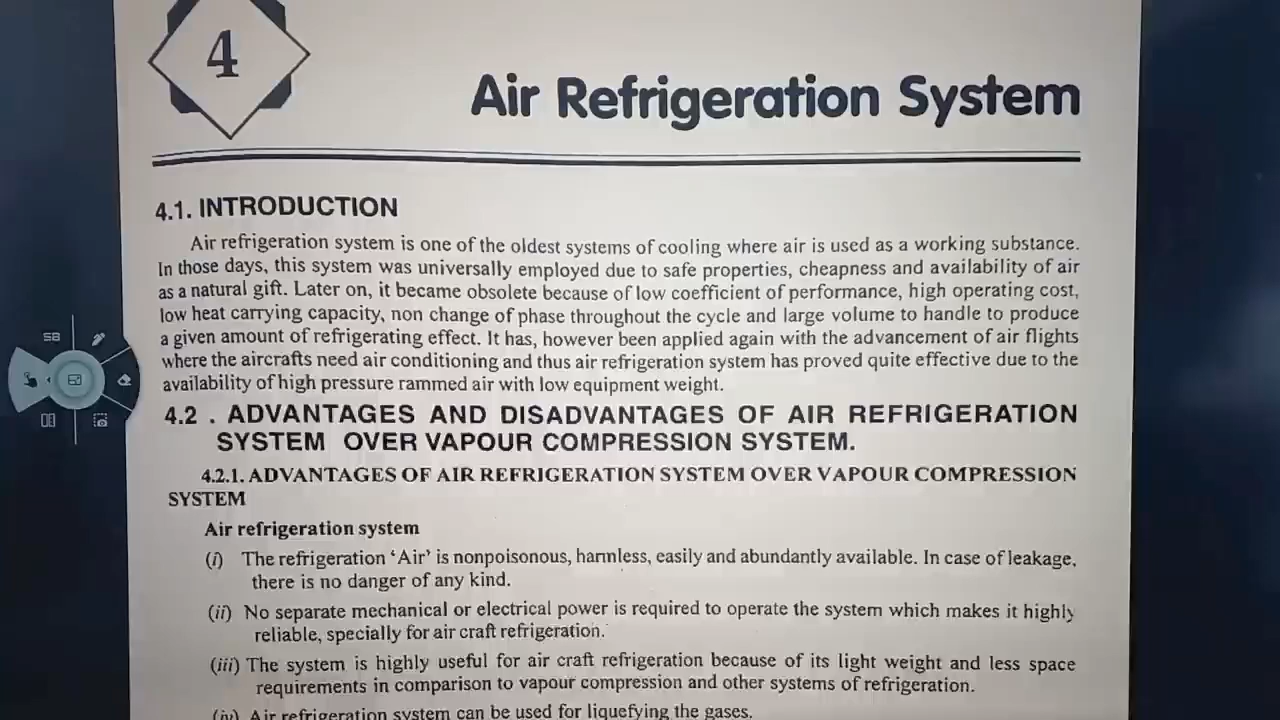 4
Air Refrigeration System
4.1. INTRODUCTION
Air refrigeration system is one of the oldest systems of cooling where air is used as a working substance.
In those days, this system was universally employed due to safe properties, cheapness and availability of air
as a natural gift. Later on, it became obsolete because of low coefficient of performance, high operating cost,
low heat carrying capacity, non change of phase throughout the cycle and large volume to handle to produce
a given amount of refrigerating effect. It has, however been applied again with the advancement of air flights
where the aircrafts need air conditioning and thus air refrigeration system has proved quite effective due to the
availability of high pressure rammed air with low equipment weight.
4.2 . ADVANTAGES AND DISADVANTAGES OF AIR REFRIGERATION
SYSTEM OVER VAPOUR COMPRESSION SYSTEM.
4.2.1. ADVANTAGES OF AIR REFRIGERATION SYSTEM OVER VAPOUR COMPRESSION
SYSTEM
Air refrigeration system
(i) The refrigeration ‘Air’ is nonpoisonous, harmless, easily and abundantly available. In case of leakage,
there is no danger of any kind.
(ii) No separate mechanical or electrical power is required to operate the system which makes it highly
reliable, specially for air craft refrigeration.
(iii) The system is highly useful for air craft refrigeration because of its light weight and less space
requirements in comparison to vapour compression and other systems of refrigeration.
(iv) Air refrigeration system can be used for liquefying the gases.
SB